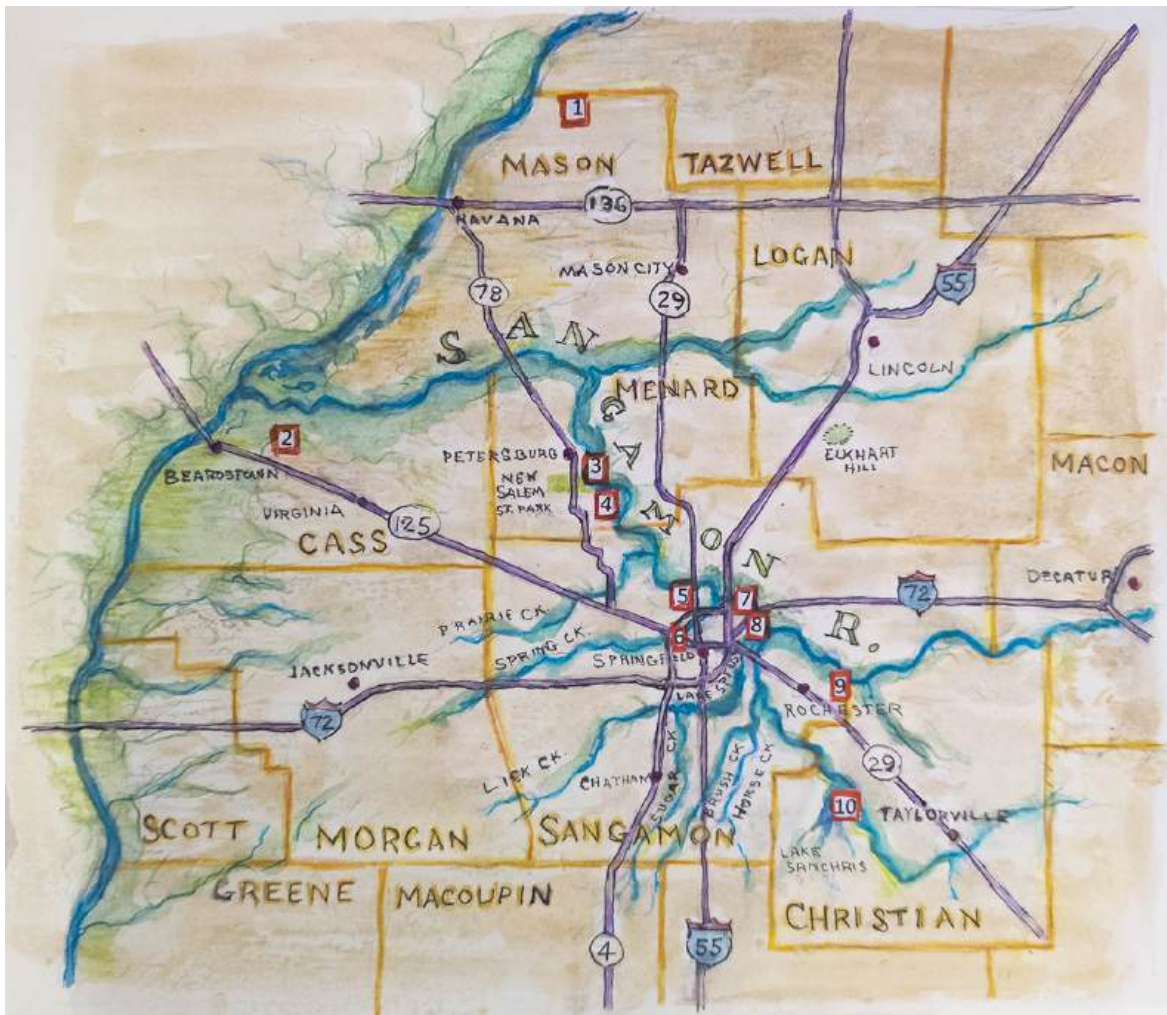 1
MASON
TAZWELL
136
HAVANA
LOGAN
MASON CITY
55
78
29
SANGAMON R.
LINCOLN
MENARD
2
PETERSBURG
3
ELKHART
HILL
BEARDSTOWN
NEW
SALEM
ST. PARK
4
MACON
VIRGINIA
125
CASS
DECATUR
72
5
7
PRAIRIE CK.
8
6
SPRING CK.
SPRINGFIELD
JACKSONVILLE
9
LAKE SPFD
ROCHESTER
72
29
LICK CK.
CHATHAM
SUGAR CK
BRUSH CK
HORSE CK
10
TAYLORVILLE
SCOTT
MORGAN
SANGAMON
LAKE
SANCHRIS
GREENE
MACOUPIN
CHRISTIAN
4
55